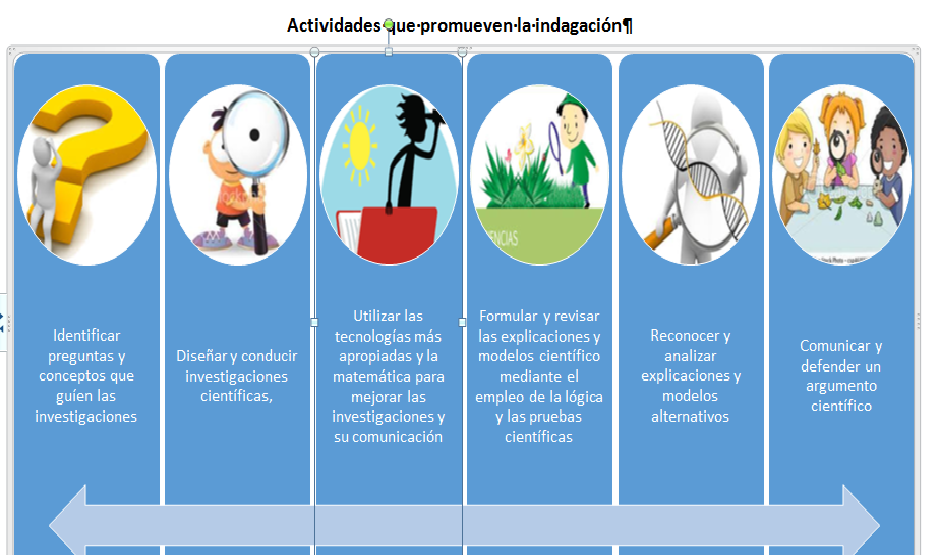 Actividades·que·promueven·la·indagación¶
Identificar
preguntas y
conceptos que
guíen las
investigaciones
Diseñar y conducir
investigaciones
científicas,
Utilizar las
tecnologías más
apropiadas y la
matemática para
mejorar las
investigaciones y
su comunicación
Formular y revisar
las explicaciones y
modelos científico
mediante el
empleo de la lógica
y las pruebas
científicas
Reconocer y
analizar
explicaciones y
modelos
alternativos
Comunicar y
defender un
argumento
científico